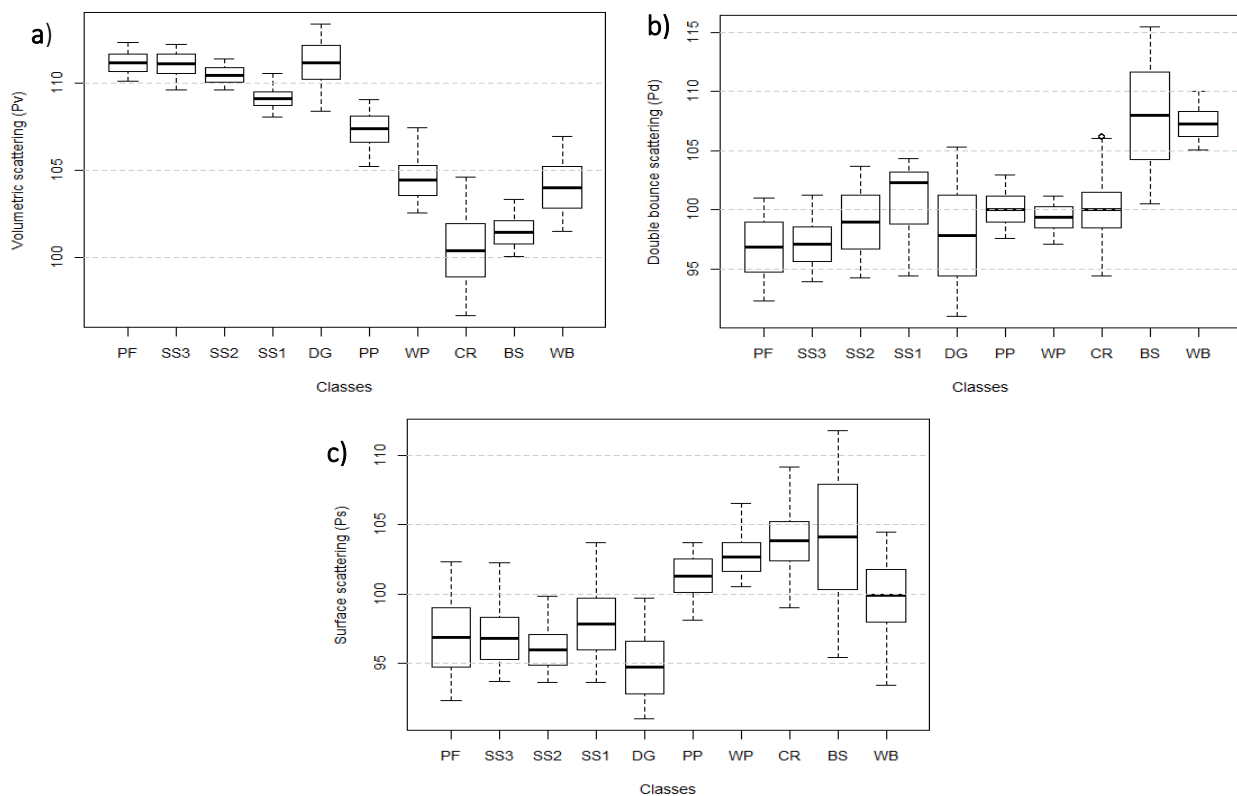 a)
Volumetric scattering (Pv)
110
105
100
PF SS3 SS2 SS1 DG PP WP CR BS WB
Classes
b)
Double bounce scattering (Pd)
115
110
105
100
95
PF SS3 SS2 SS1 DG PP WP CR BS WB
Classes
c)
Surface scattering (Ps)
110
105
100
95
PF SS3 SS2 SS1 DG PP WP CR BS WB
Classes